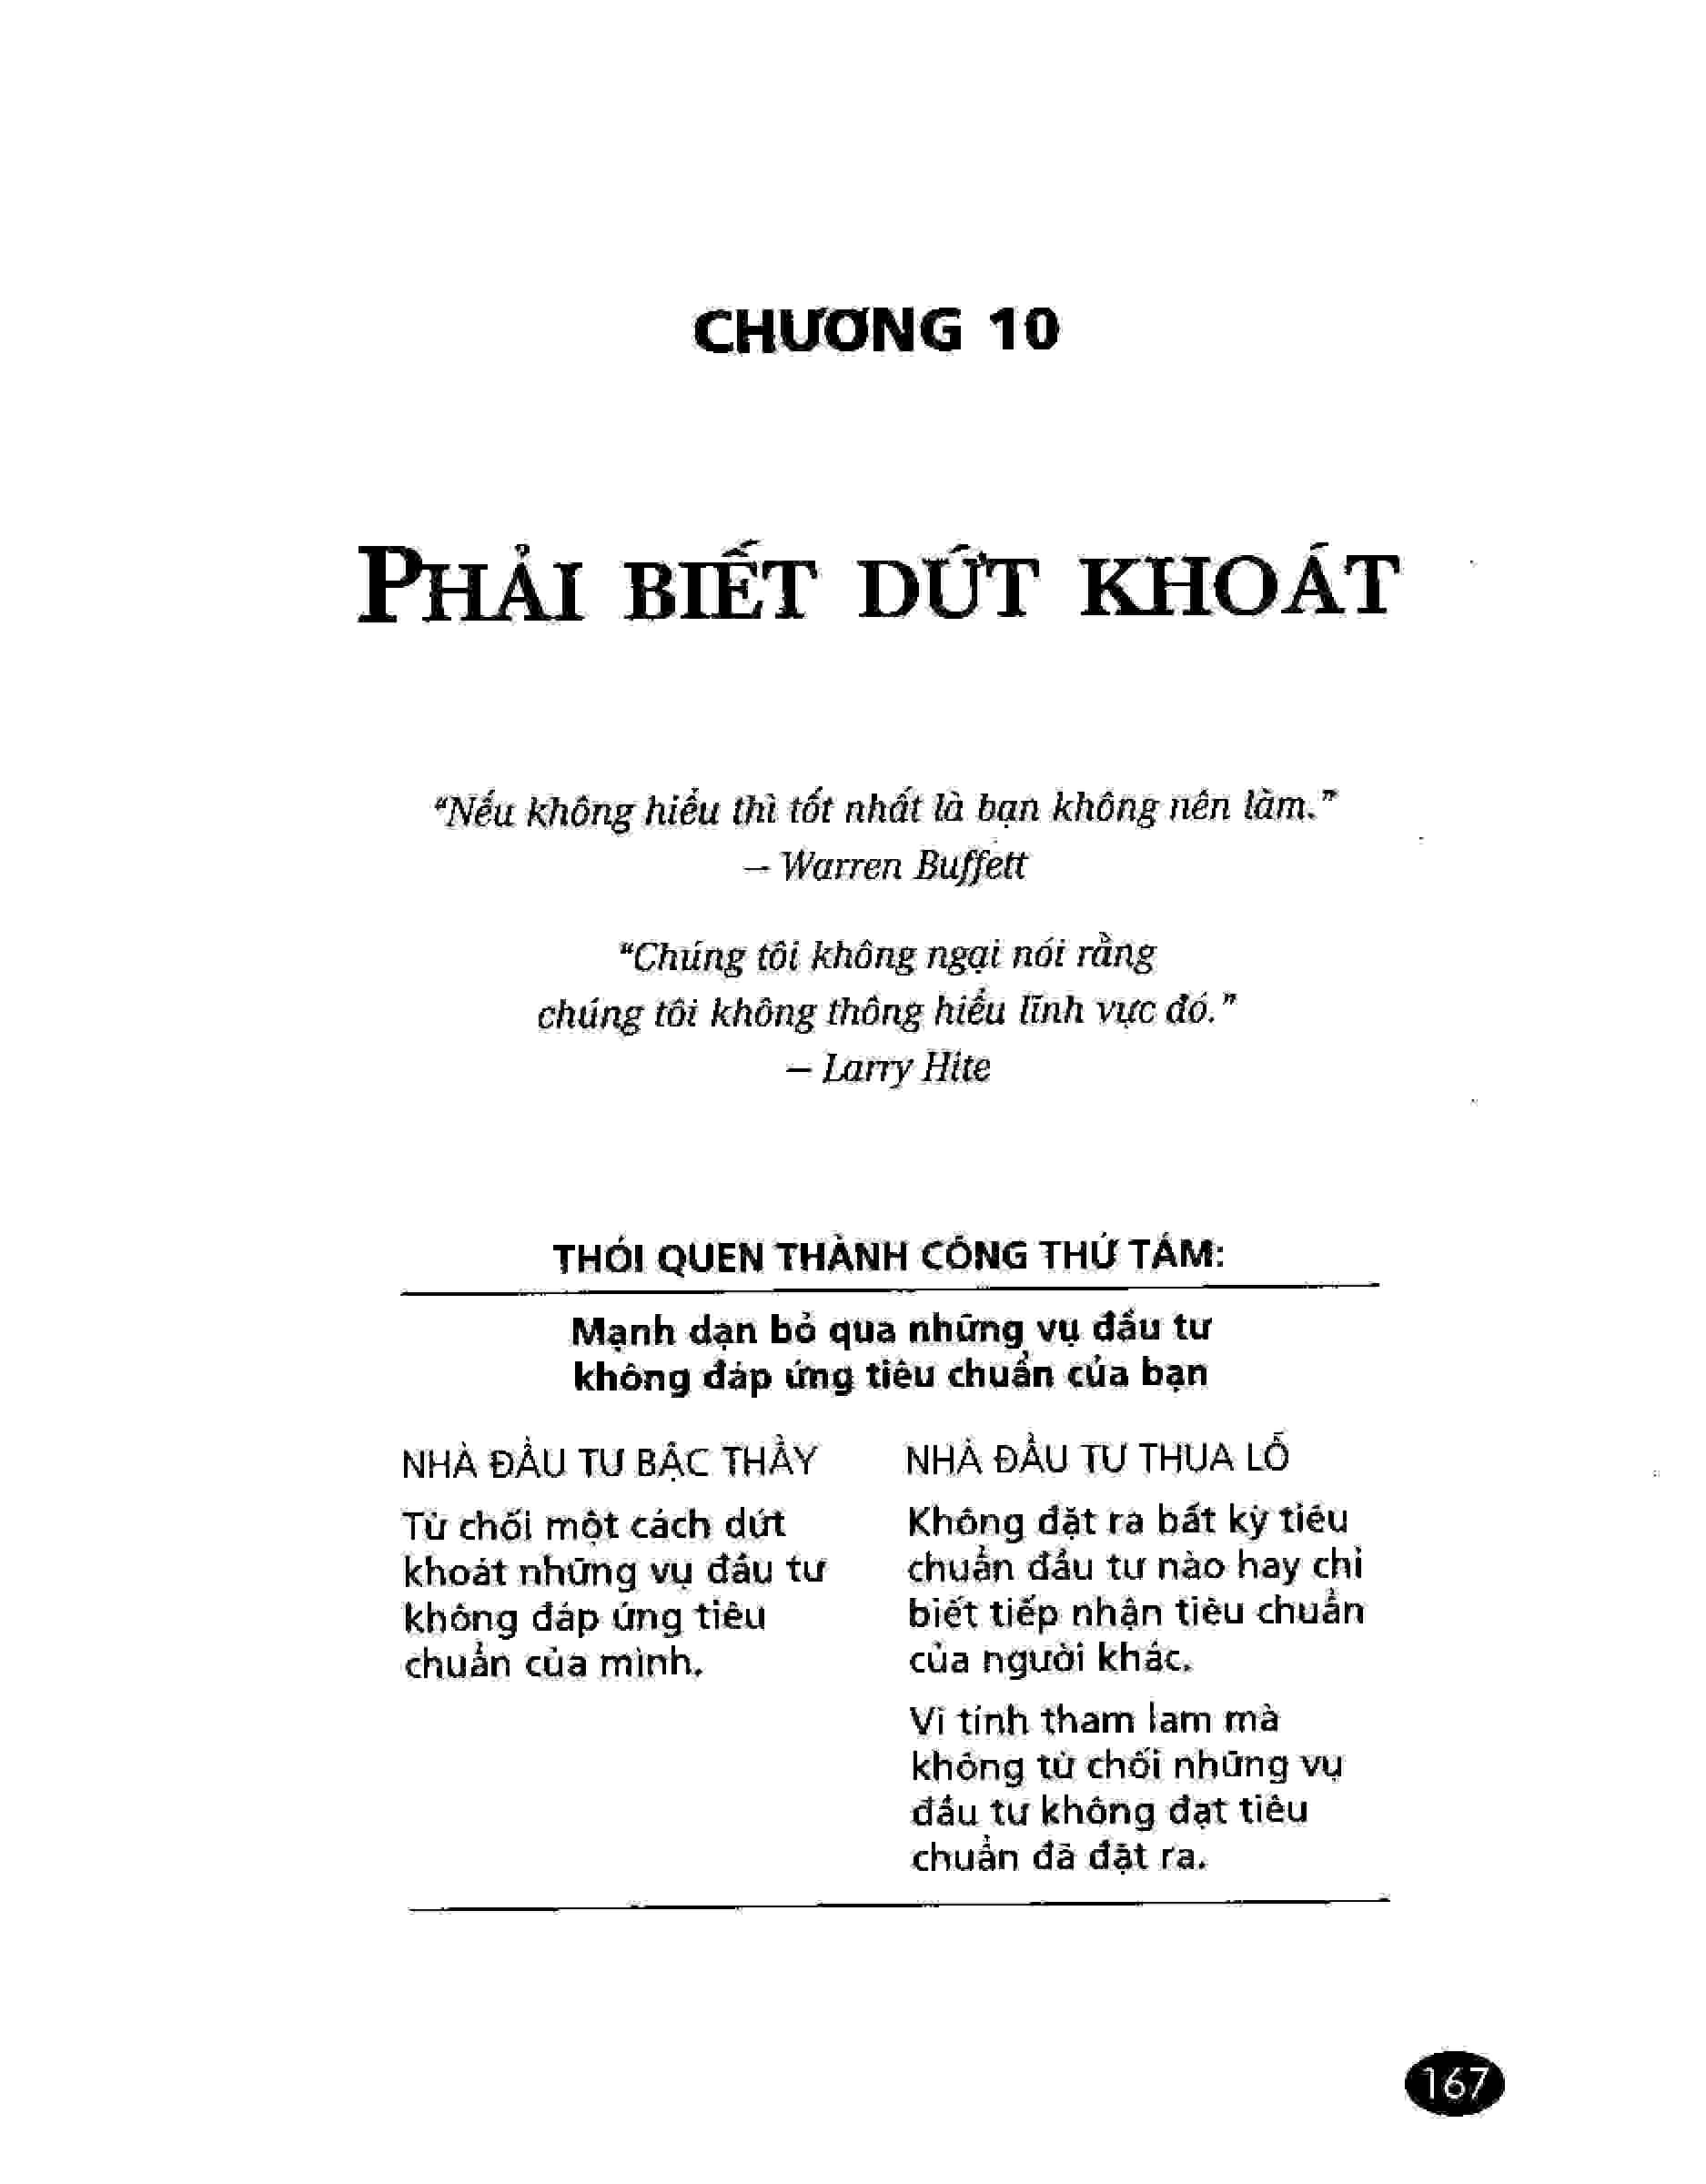 CHƯƠNG 10
PHẢI BIẾT DỨT KHOÁT
“Nếu không hiểu thì tốt nhất là bạn không nên làm.”
– Warren Buffett
“Chúng tôi không ngại nói rằng
chúng tôi không thông hiểu lĩnh vực đó.”
– Larry Hite
THÓI QUEN THÀNH CÔNG THỨ TÁM:
Mạnh dạn bỏ qua những vụ đầu tư
không đáp ứng tiêu chuẩn của bạn
NHÀ ĐẦU TƯ BẬC THẦY
Từ chối một cách dứt
khoát những vụ đầu tư
không đáp ứng tiêu
chuẩn của mình.
NHÀ ĐẦU TƯ THUA LỖ
Không đặt ra bất kỳ tiêu
chuẩn đầu tư nào hay chỉ
biết tiếp nhận tiêu chuẩn
của người khác.
Vì tính tham lam mà
không từ chối những vụ
đầu tư không đạt tiêu
chuẩn đã đặt ra.
167